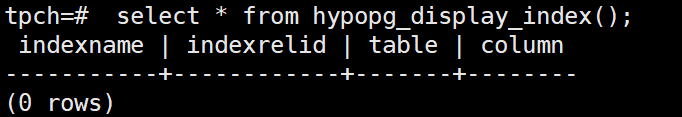 tpch=#  select * from hypopg_display_index();
 indexname | indexrelid | table | column
-----------+------------+-------+--------
(0 rows)